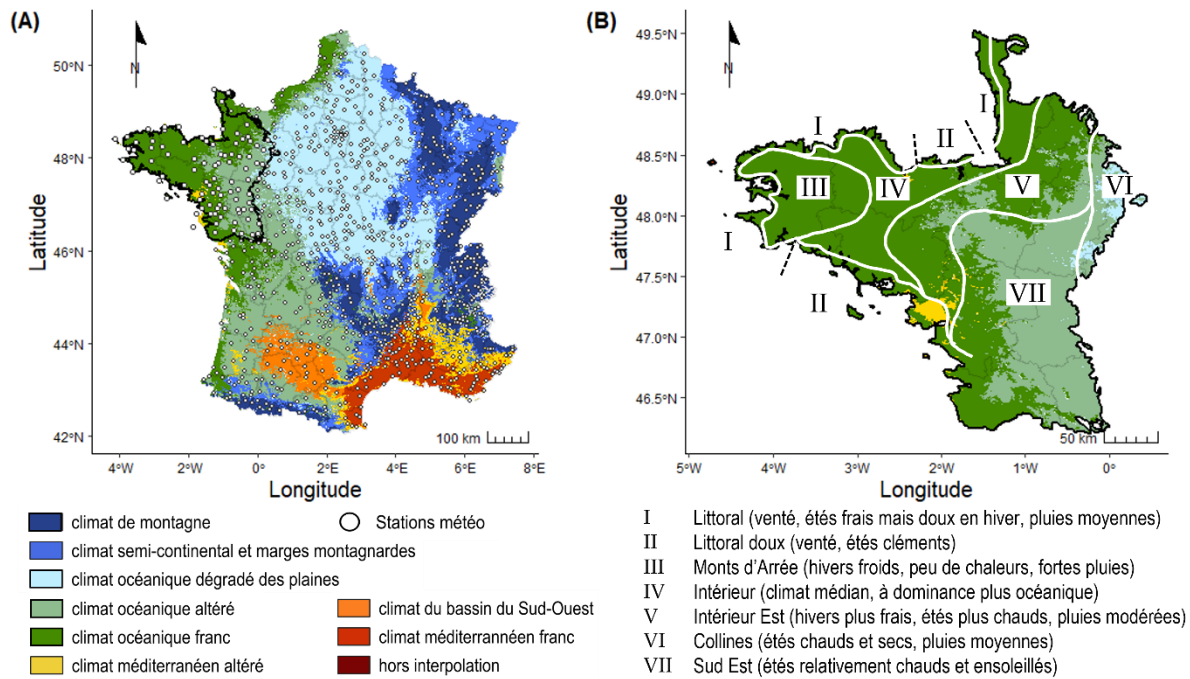 (A)
N
50°N
48°N
46°N
44°N
42°N
Latitude
100 km
4°W 2°W 0° 2°E 4°E 6°E 8°E
Longitude
(B)
N
49.5°N
49.0°N
48.5°N
48.0°N
47.5°N
47.0°N
46.5°N
Latitude
I
I
II
III
IV
V
VI
I
II
VII
50 km
5°W 4°W 3°W 2°W 1°W 0°
Longitude
climat de montagne
Stations météo
climat semi-continental et marges montagnardes
climat océanique dégradé des plaines
climat océanique altéré
climat du bassin du Sud-Ouest
climat océanique franc
climat méditerrannéen franc
climat méditerranéen altéré
hors interpolation
I Littoral (venté, étés frais mais doux en hiver, pluies moyennes)
II Littoral doux (venté, étés cléments)
III Monts d'Arrée (hivers froids, peu de chaleurs, fortes pluies)
IV Intérieur (climat médian, à dominance plus océanique)
V Intérieur Est (hivers plus frais, étés plus chauds, pluies modérées)
VI Collines (étés chauds et secs, pluies moyennes)
VII Sud Est (étés relativement chauds et ensoleillés)